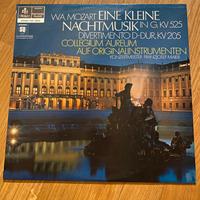 W.A. MOZART EINE KLEINE
NACHTMUSIK IN G, KV 525
DIVERTIMENTO D-DUR, KV 205
COLLEGIUM AUREUM
AUF ORIGINALINSTRUMENTEN
KONZERTMEISTER: FRANZJOSEF MAIER